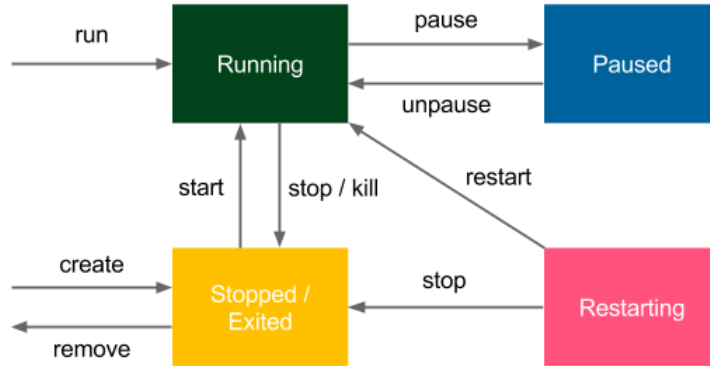 run
Running
pause
Paused
unpause
start
stop / kill
restart
create
Stopped /
Exited
stop
Restarting
remove